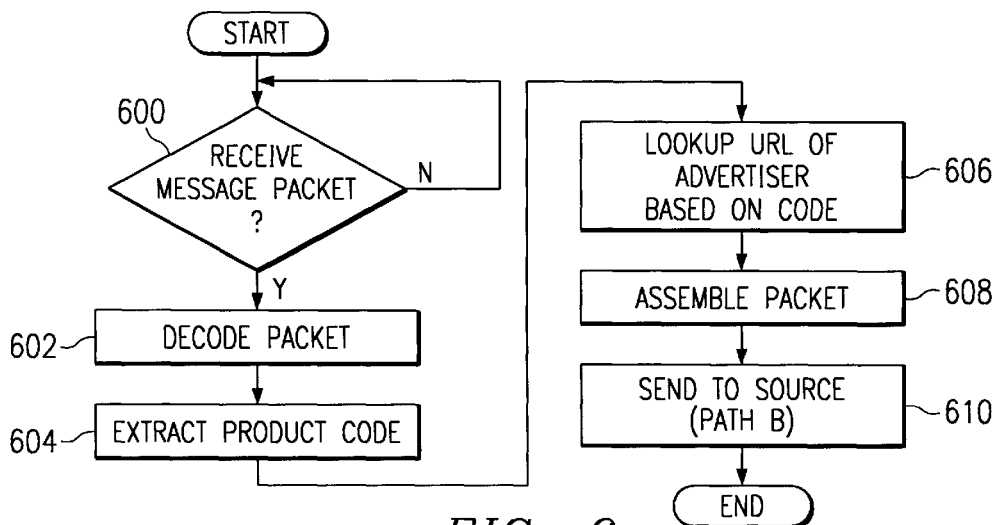 START
600
RECEIVE
MESSAGE PACKET
?
N
Y
602
DECODE PACKET
604
EXTRACT PRODUCT CODE
LOOKUP URL OF
ADVERTISER
BASED ON CODE
606
ASSEMBLE PACKET
608
SEND TO SOURCE
(PATH B)
610
END
FIG.